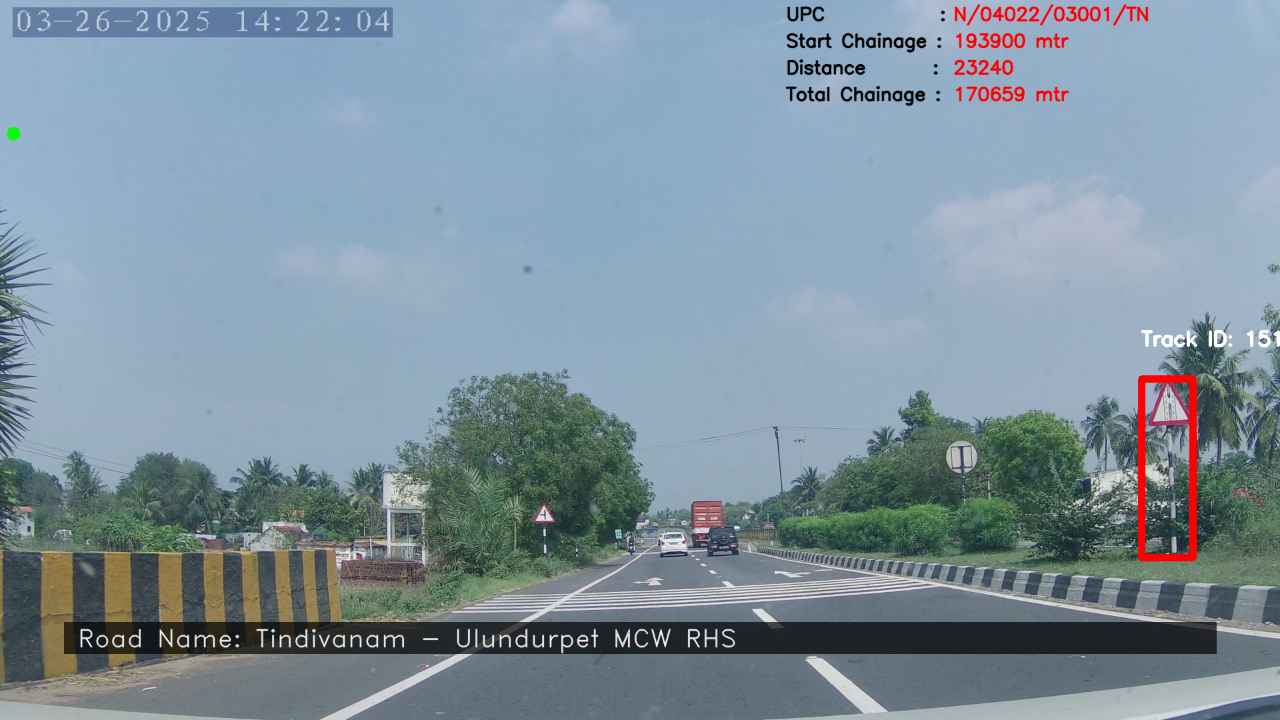 03-26-2025 14:22:04
UPC : N/04022/03001/TN
Start Chainage : 193900 mtr
Distance : 23240
Total Chainage : 170659 mtr
Track ID: 151
Road Name: Tindivanam - Ulundurpet MCW RHS